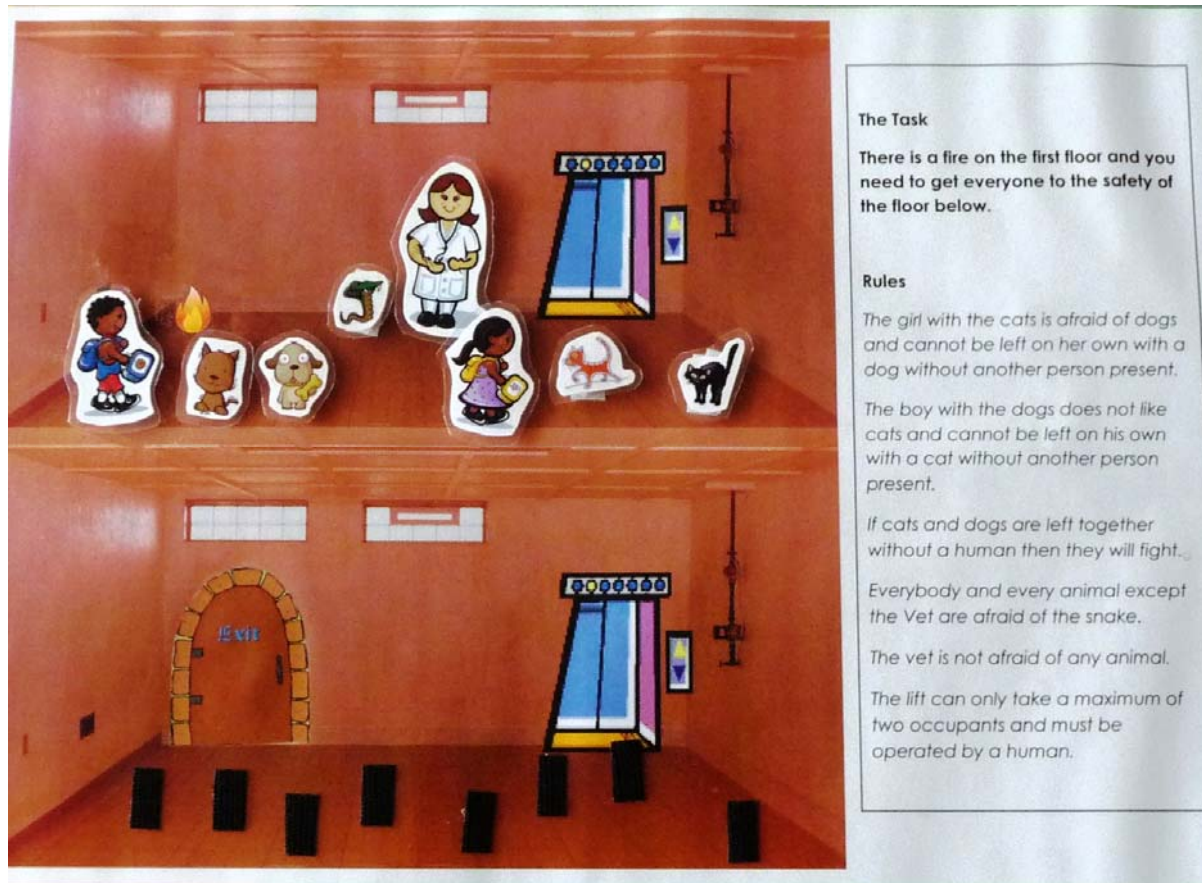 The Task
There is a fire on the first floor and you
need to get everyone to the safety of
the floor below.
Rules
The girl with the cats is afraid of dogs
and cannot be left on her own with a
dog without another person present.
The boy with the dogs does not like
cats and cannot be left on his own
with a cat without another person
present.
If cats and dogs are left together
without a human then they will fight.
Everybody and every animal except
the Vet are afraid of the snake.
The vet is not afraid of any animal.
The lift can only take a maximum of
two occupants and must be
operated by a human.
Exit